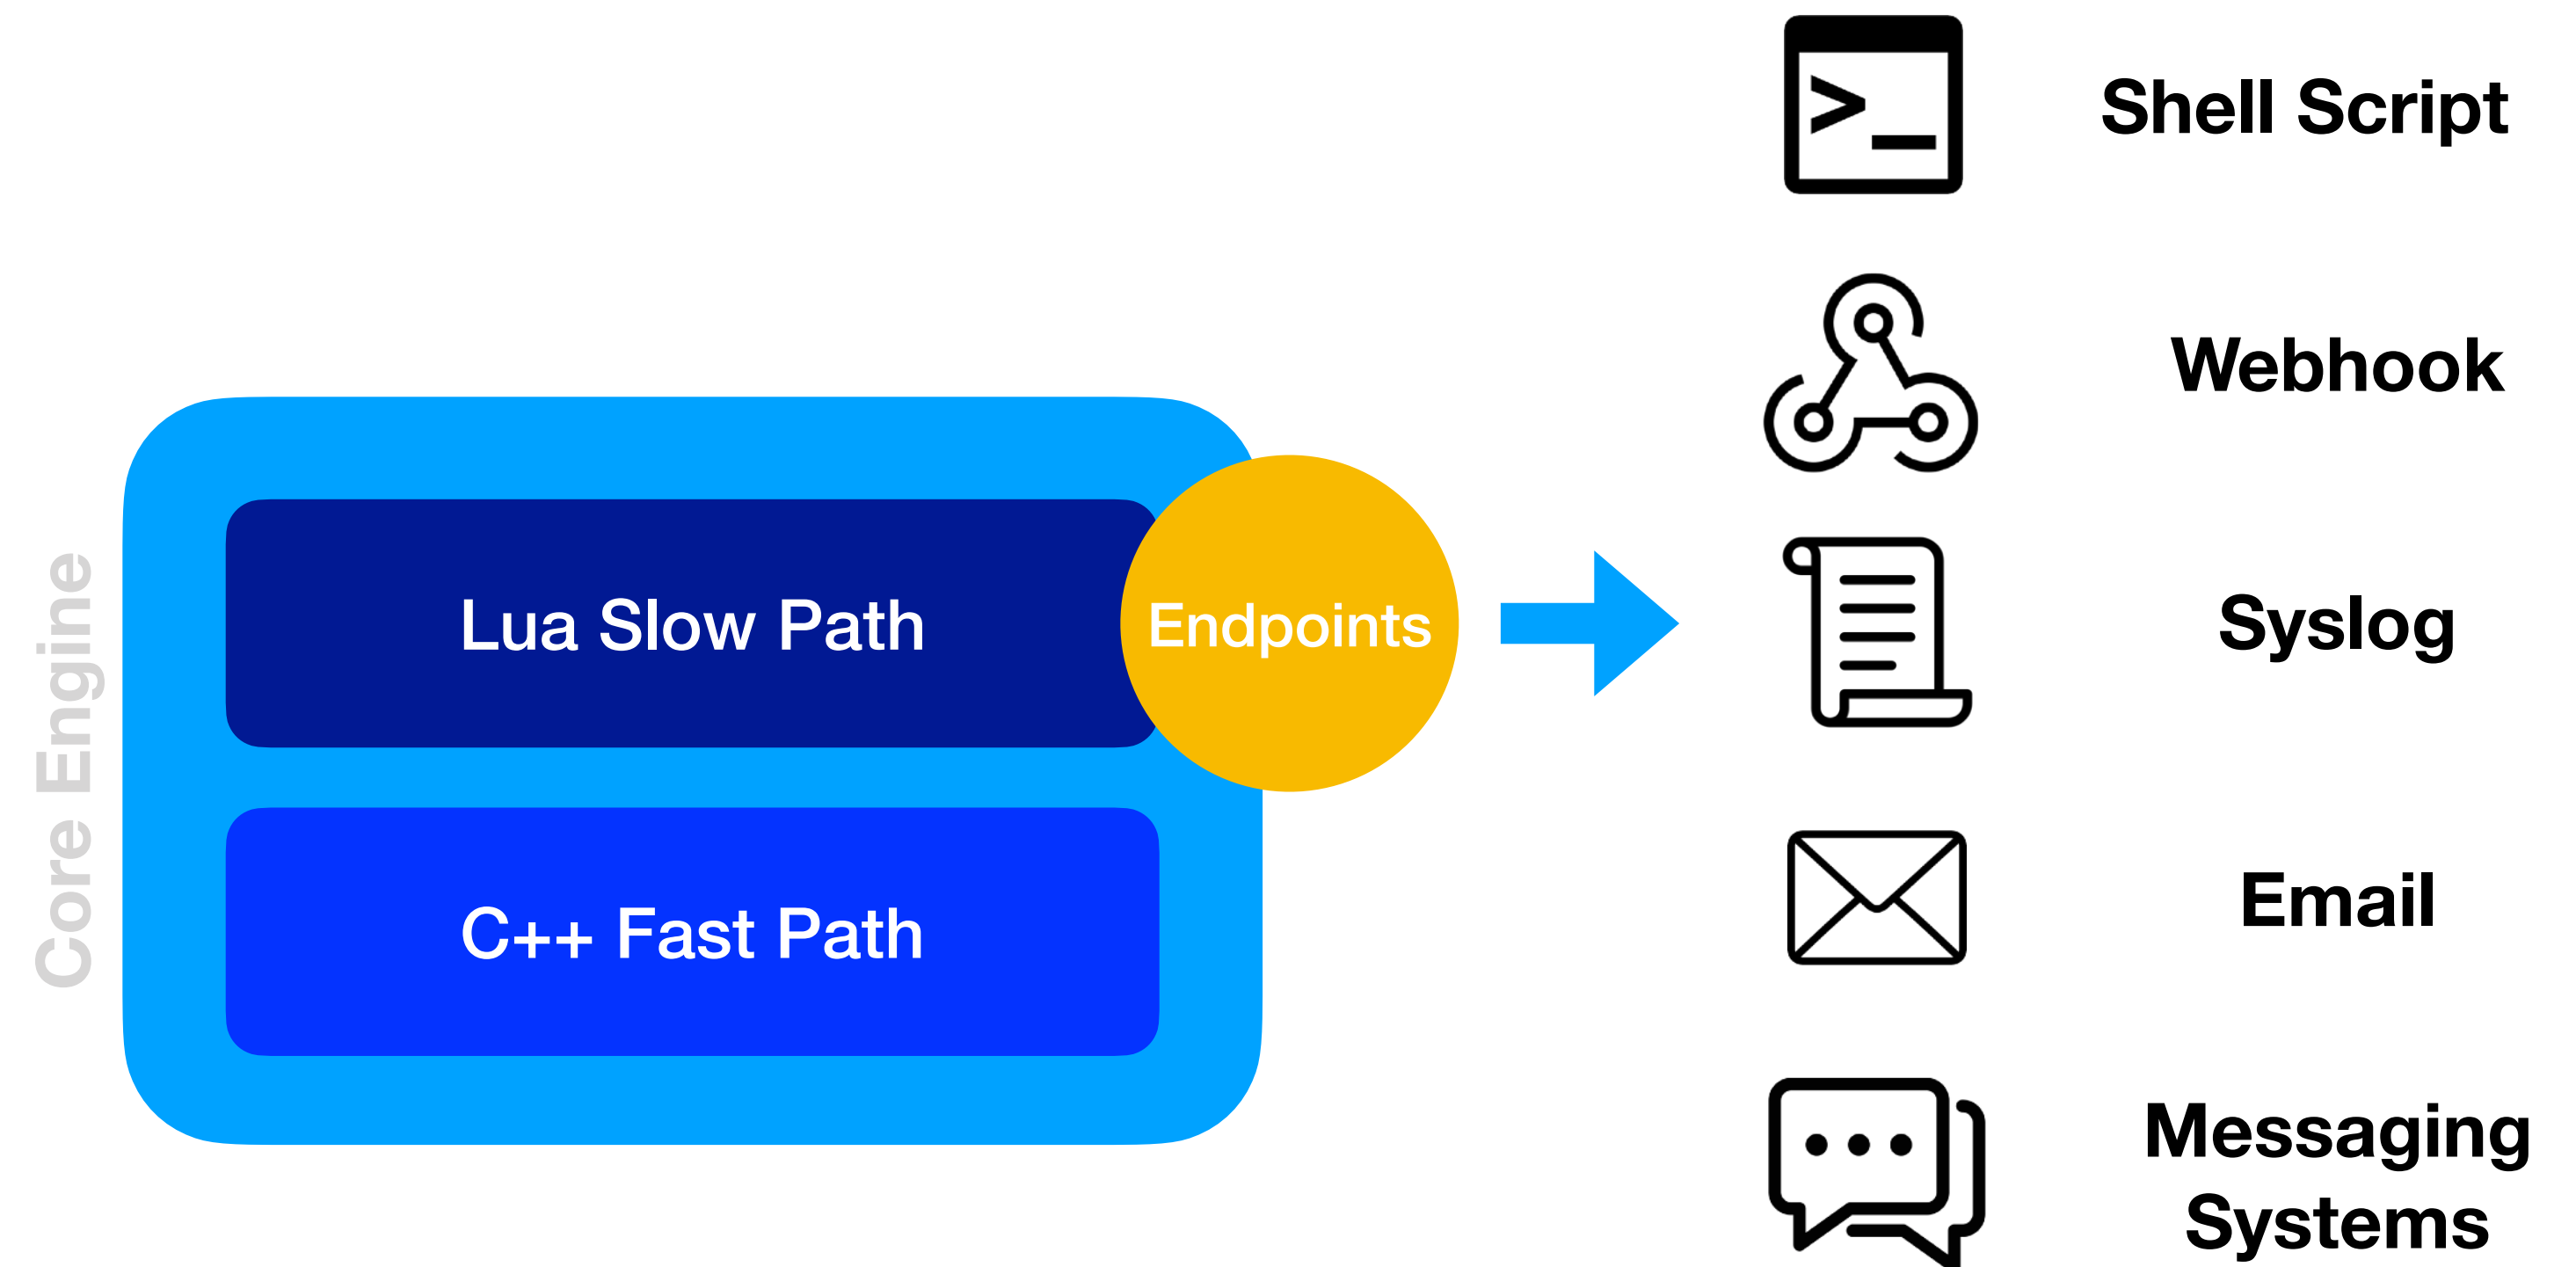 Core Engine
Lua Slow Path
C++ Fast Path
Endpoints
>_
Shell Script
Webhook
Syslog
Email
Messaging
Systems